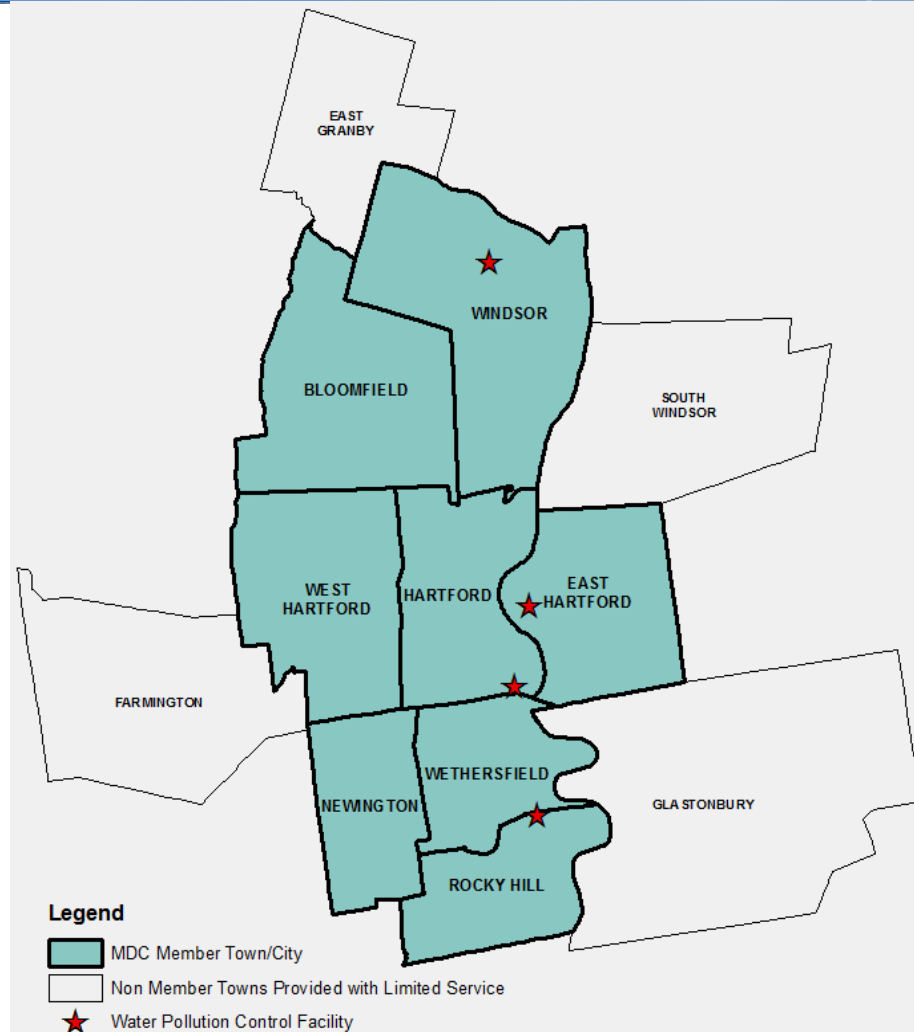 EAST
GRANBY
WINDSOR
BLOOMFIELD
SOUTH
WINDSOR
WEST
HARTFORD
HARTFORD
EAST
HARTFORD
FARMINGTON
WETHERSFIELD
NEWINGTON
GLASTONBURY
ROCKY HILL
Legend
MDC Member Town/City
Non Member Towns Provided with Limited Service
Water Pollution Control Facility